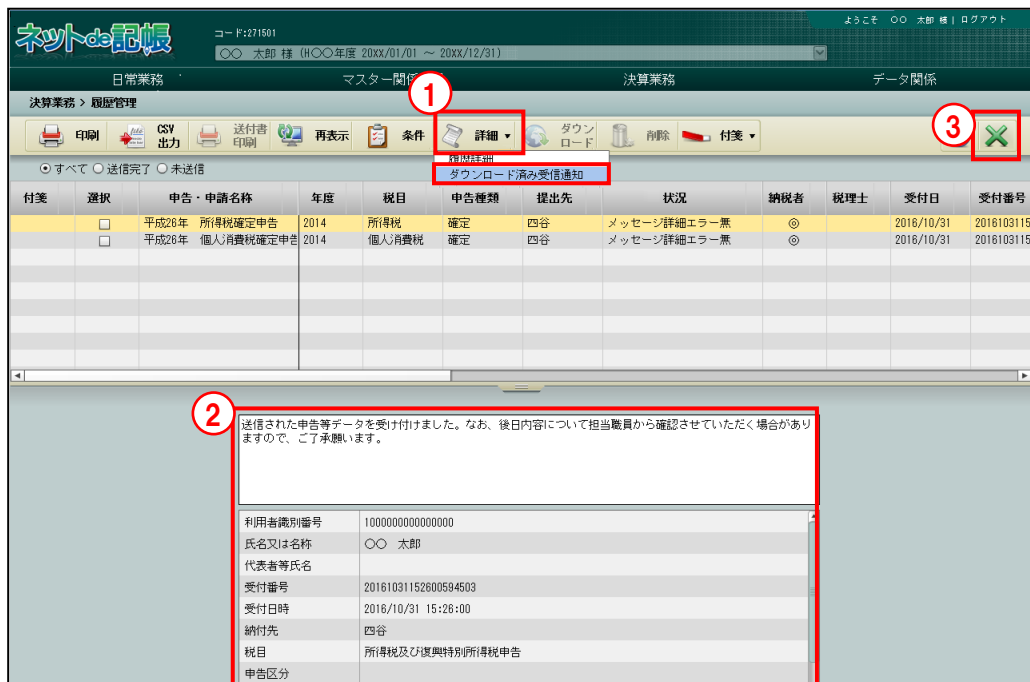 ようこそ ○○ 太郎 様 | ログアウト
ネットde記帳
コード:271501
○○ 太郎 様 (H○○年度 20XX/01/01 ～ 20XX/12/31)
日常業務 マスター関係 決算業務 データ関係
決算業務 > 履歴管理
1
3
印刷 CSV出力 送付書印刷 再表示 条件 詳細 ▼ ダウンロード 削除 付箋 ▼
履歴詳細
ダウンロード済み受信通知
すべて 送信完了 未送信
付箋 選択 申告・申請名称 年度 税目 申告種類 提出先 状況 納税者 税理士 受付日 受付番号
平成26年 所得税確定申告 2014 所得税 確定 四谷 メッセージ詳細エラー無 ◎ 2016/10/31 2016103115
平成26年 個人消費税確定申告 2014 個人消費税 確定 四谷 メッセージ詳細エラー無 ◎ 2016/10/31 2016103115
2
送信された申告等データを受け付けました。なお、後日内容について担当職員から確認させていただく場合があり
ますので、ご了承願います。
利用者識別番号 1000000000000000
氏名又は名称 ○○ 太郎
代表者等氏名
受付番号 20161031152600594503
受付日時 2016/10/31 15:26:00
納付先 四谷
税目 所得税及び復興特別所得税申告
申告区分